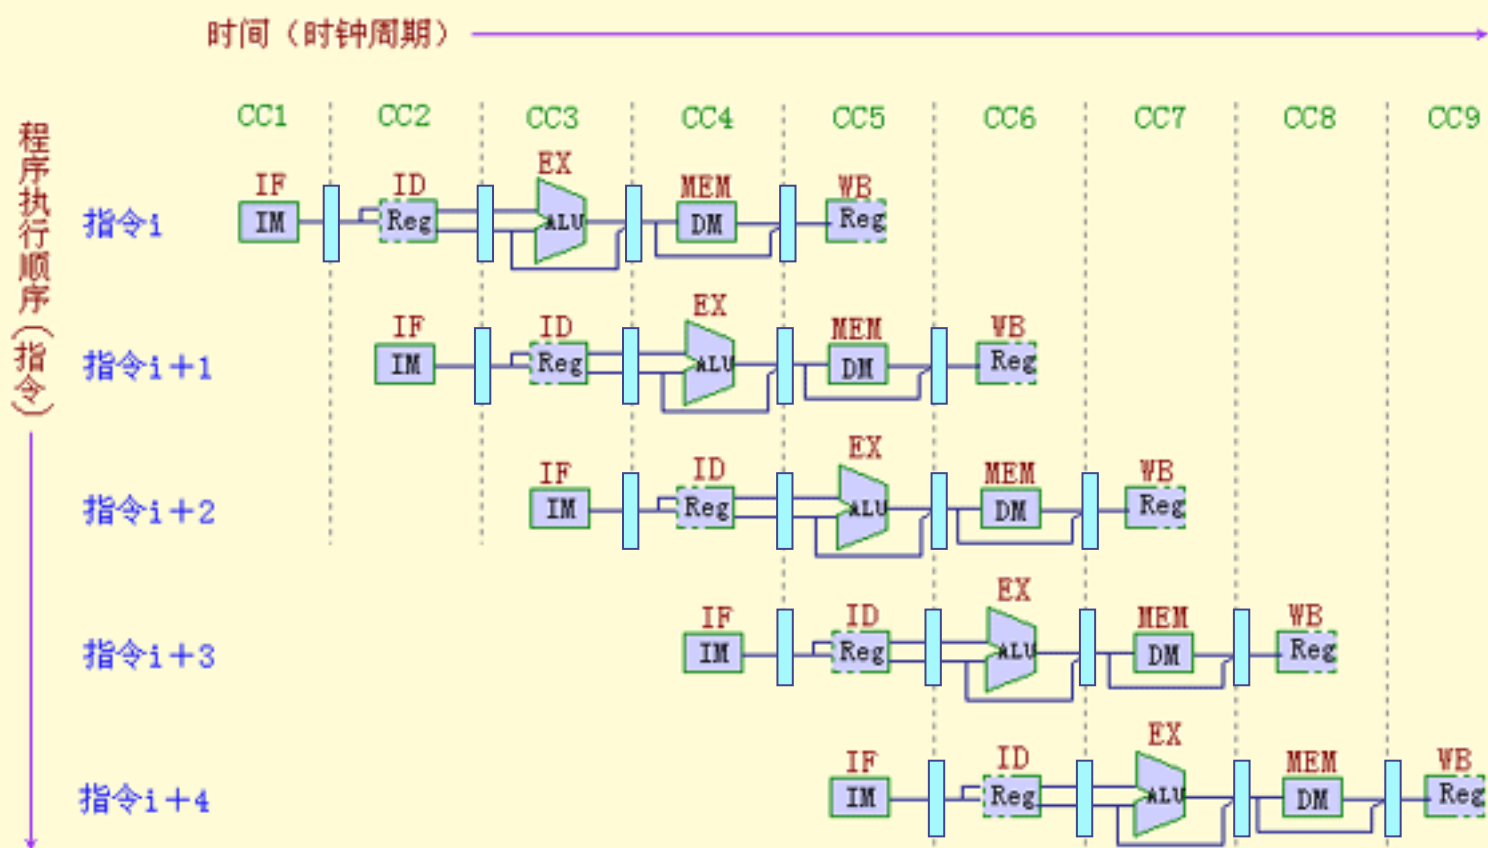 时间（时钟周期）
CC1 CC2 CC3 CC4 CC5 CC6 CC7 CC8 CC9
程序执行顺序（指令）
IF ID EX MEM WB
指令i IM Reg ALU DM Reg
IF ID EX MEM WB
指令i+1 IM Reg ALU DM Reg
IF ID EX MEM WB
指令i+2 IM Reg ALU DM Reg
IF ID EX MEM WB
指令i+3 IM Reg ALU DM Reg
IF ID EX MEM WB
指令i+4 IM Reg ALU DM Reg